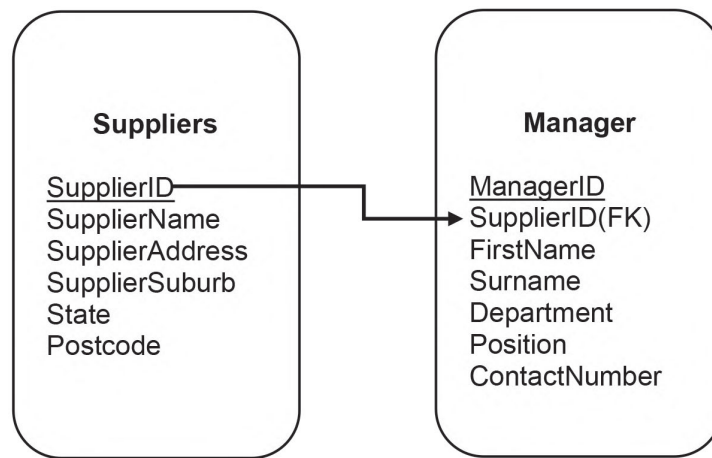 Suppliers
SupplierID
SupplierName
SupplierAddress
SupplierSuburb
State
Postcode
Manager
ManagerID
SupplierID(FK)
FirstName
Surname
Department
Position
ContactNumber